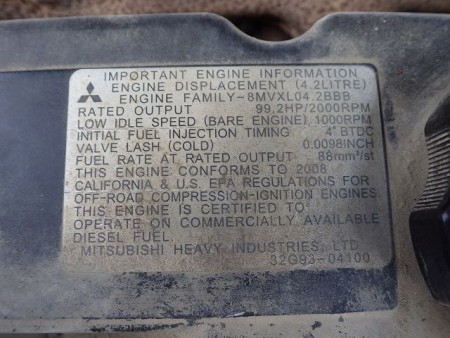 IMPORTANT ENGINE INFORMATION
ENGINE DISPLACEMENT (4.2LITRE)
ENGINE FAMILY-8MVXL04.2BBB
RATED OUTPUT 99.2HP/2000RPM
LOW IDLE SPEED (BARE ENGINE) 1000RPM
INITIAL FUEL INJECTION TIMING 4° BTDC
VALVE LASH (COLD) 0.0098INCH
FUEL RATE AT RATED OUTPUT 88mm³/st
THIS ENGINE CONFORMS TO 2008
CALIFORNIA & U.S. EPA REGULATIONS FOR
OFF-ROAD COMPRESSION-IGNITION ENGINES.
THIS ENGINE IS CERTIFIED TO
OPERATE ON COMMERCIALLY AVAILABLE
DIESEL FUEL.
MITSUBISHI HEAVY INDUSTRIES, LTD.
32G93-04100